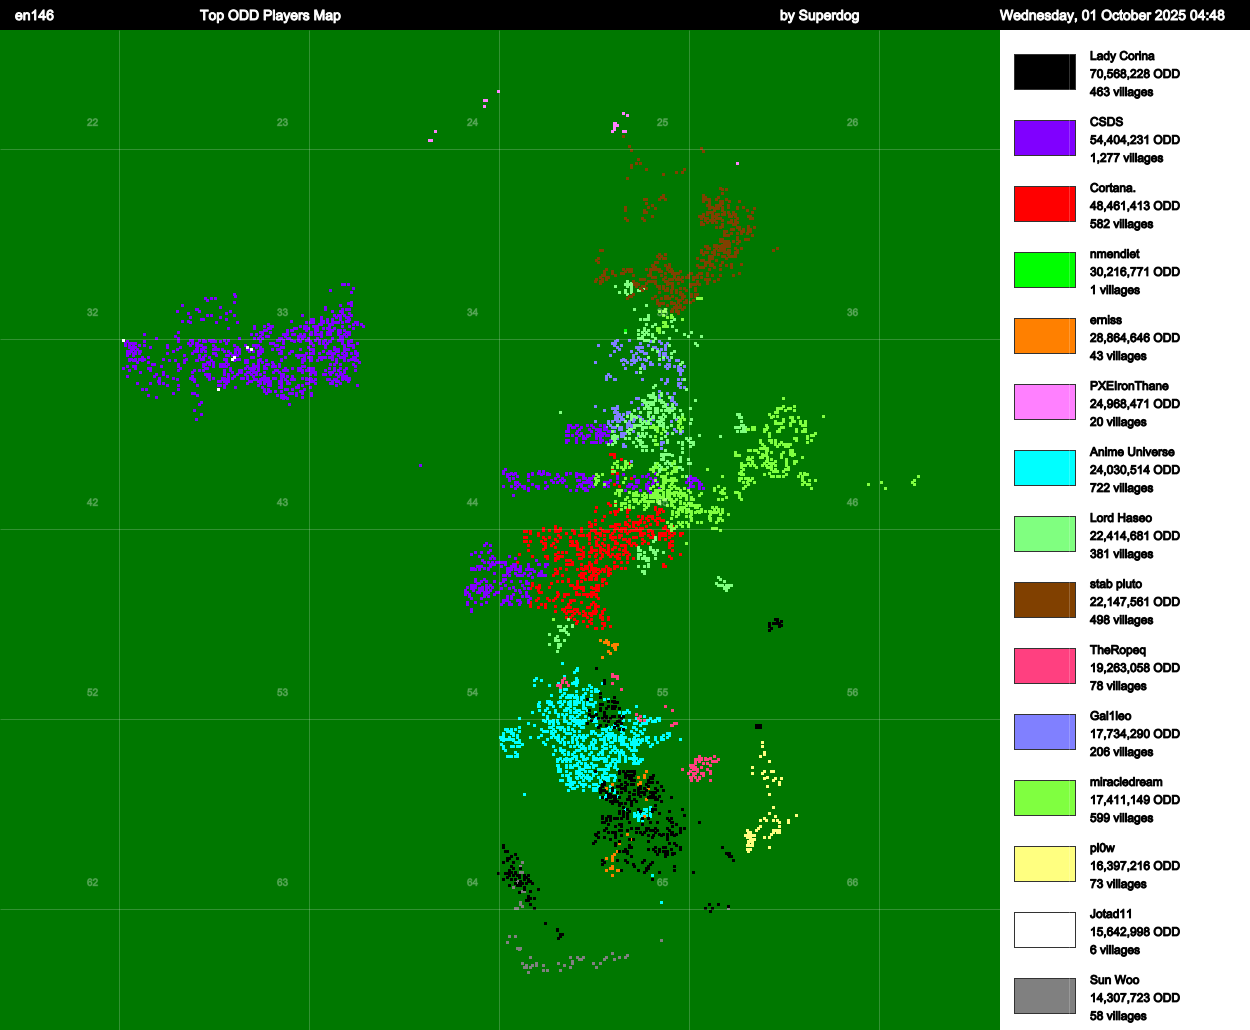 en146 Top ODD Players Map by Superdog Wednesday, 01 October 2025 04:48
Lady Corina
70,568,228 ODD
463 villages
CSDS
54,404,231 ODD
1,277 villages
Cortana.
48,461,413 ODD
582 villages
nmendlet
30,216,771 ODD
1 villages
emiss
28,864,646 ODD
43 villages
PXEIronThane
24,968,471 ODD
20 villages
Anime Universe
24,030,514 ODD
722 villages
Lord Haseo
22,414,681 ODD
381 villages
stab pluto
22,147,561 ODD
498 villages
TheRopeq
19,263,058 ODD
78 villages
Gal1leo
17,734,290 ODD
206 villages
miracledream
17,411,149 ODD
599 villages
pl0w
16,397,216 ODD
73 villages
Jotad11
15,642,998 ODD
6 villages
Sun Woo
14,307,723 ODD
58 villages
22 23 24 25 26
32 33 34 36
42 43 44 46
52 53 54 55 56
62 63 64 65 66